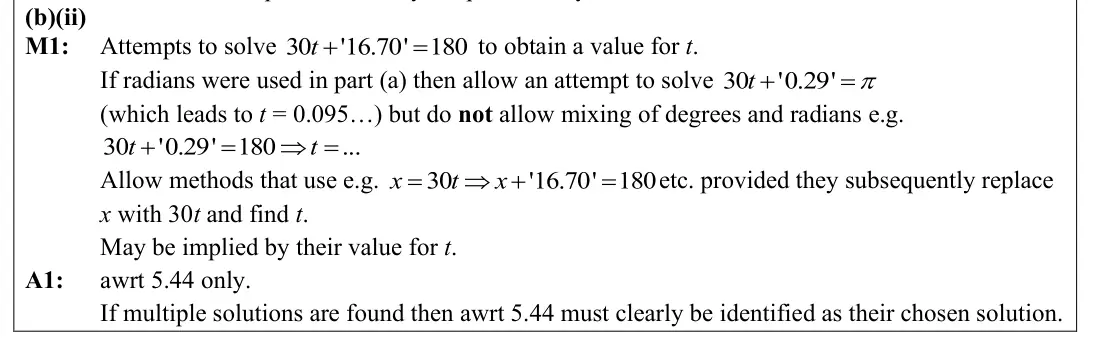 (b)(ii)
M1: Attempts to solve 30t+'16.70'=180 to obtain a value for t.
If radians were used in part (a) then allow an attempt to solve 30t+'0.29'=π
(which leads to t = 0.095…) but do not allow mixing of degrees and radians e.g.
30t+'0.29'=180⇒t=...
Allow methods that use e.g. x=30t⇒x+'16.70'=180etc. provided they subsequently replace
x with 30t and find t.
May be implied by their value for t.
A1: awrt 5.44 only.
If multiple solutions are found then awrt 5.44 must clearly be identified as their chosen solution.